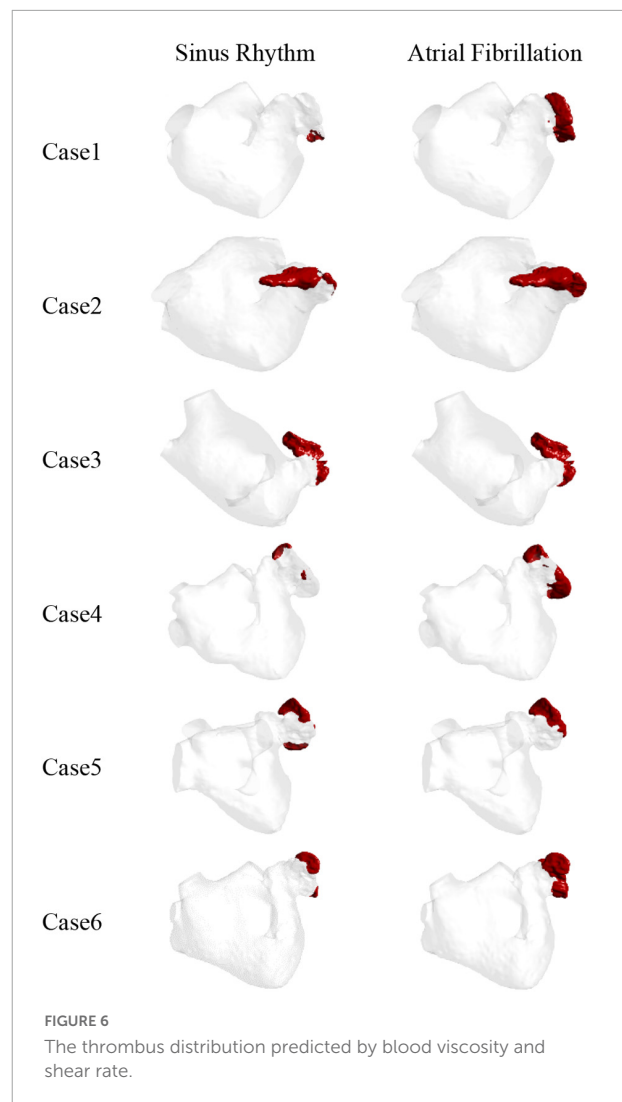 Sinus Rhythm Atrial Fibrillation
Case1
Case2
Case3
Case4
Case5
Case6
FIGURE 6
The thrombus distribution predicted by blood viscosity and
shear rate.